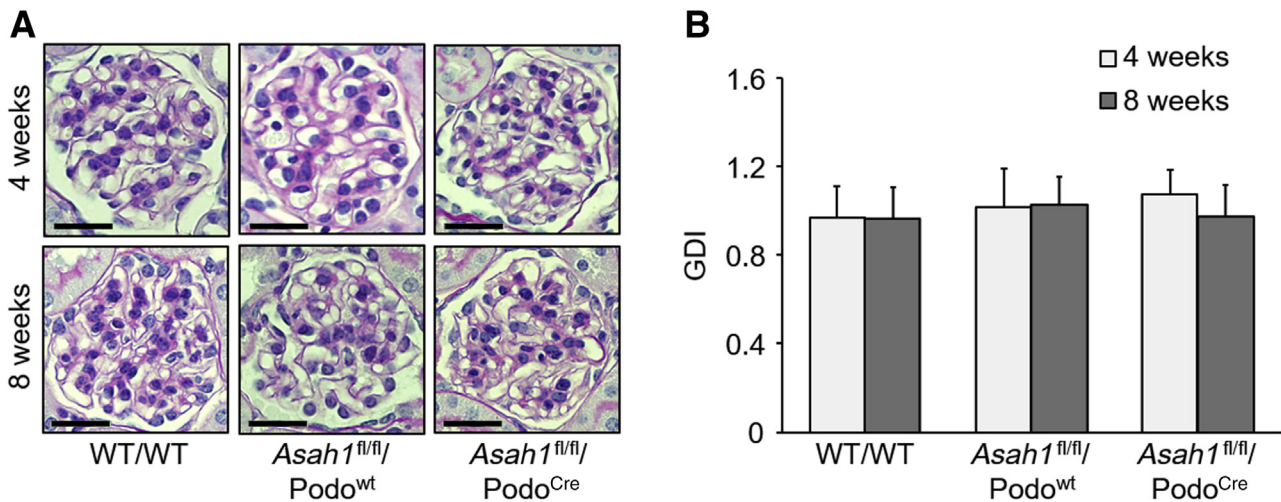 A
4 weeks
8 weeks
WT/WT
Asah1fl/fl/
Podowt
Asah1fl/fl/
PodoCre
B
4 weeks
8 weeks
GDI
1.6
1.2
0.8
0.4
0
WT/WT
Asah1fl/fl/
Podowt
Asah1fl/fl/
PodoCre